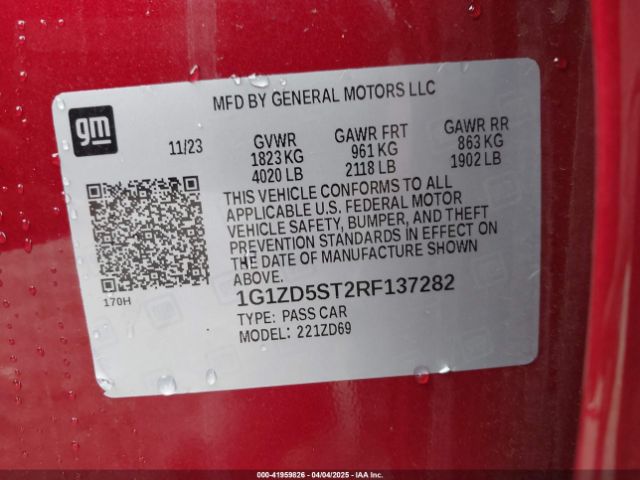 gm
MFD BY GENERAL MOTORS LLC
11/23
GVWR GAWR FRT GAWR RR
1823 KG 961 KG 863 KG
4020 LB 2118 LB 1902 LB
THIS VEHICLE CONFORMS TO ALL
APPLICABLE U.S. FEDERAL MOTOR
VEHICLE SAFETY, BUMPER, AND THEFT
PREVENTION STANDARDS IN EFFECT ON
THE DATE OF MANUFACTURE SHOWN
ABOVE.
170H
1G1ZD5ST2RF137282
TYPE: PASS CAR
MODEL: 221ZD69
000-41959826 - 04/04/2025 - IAA Inc.